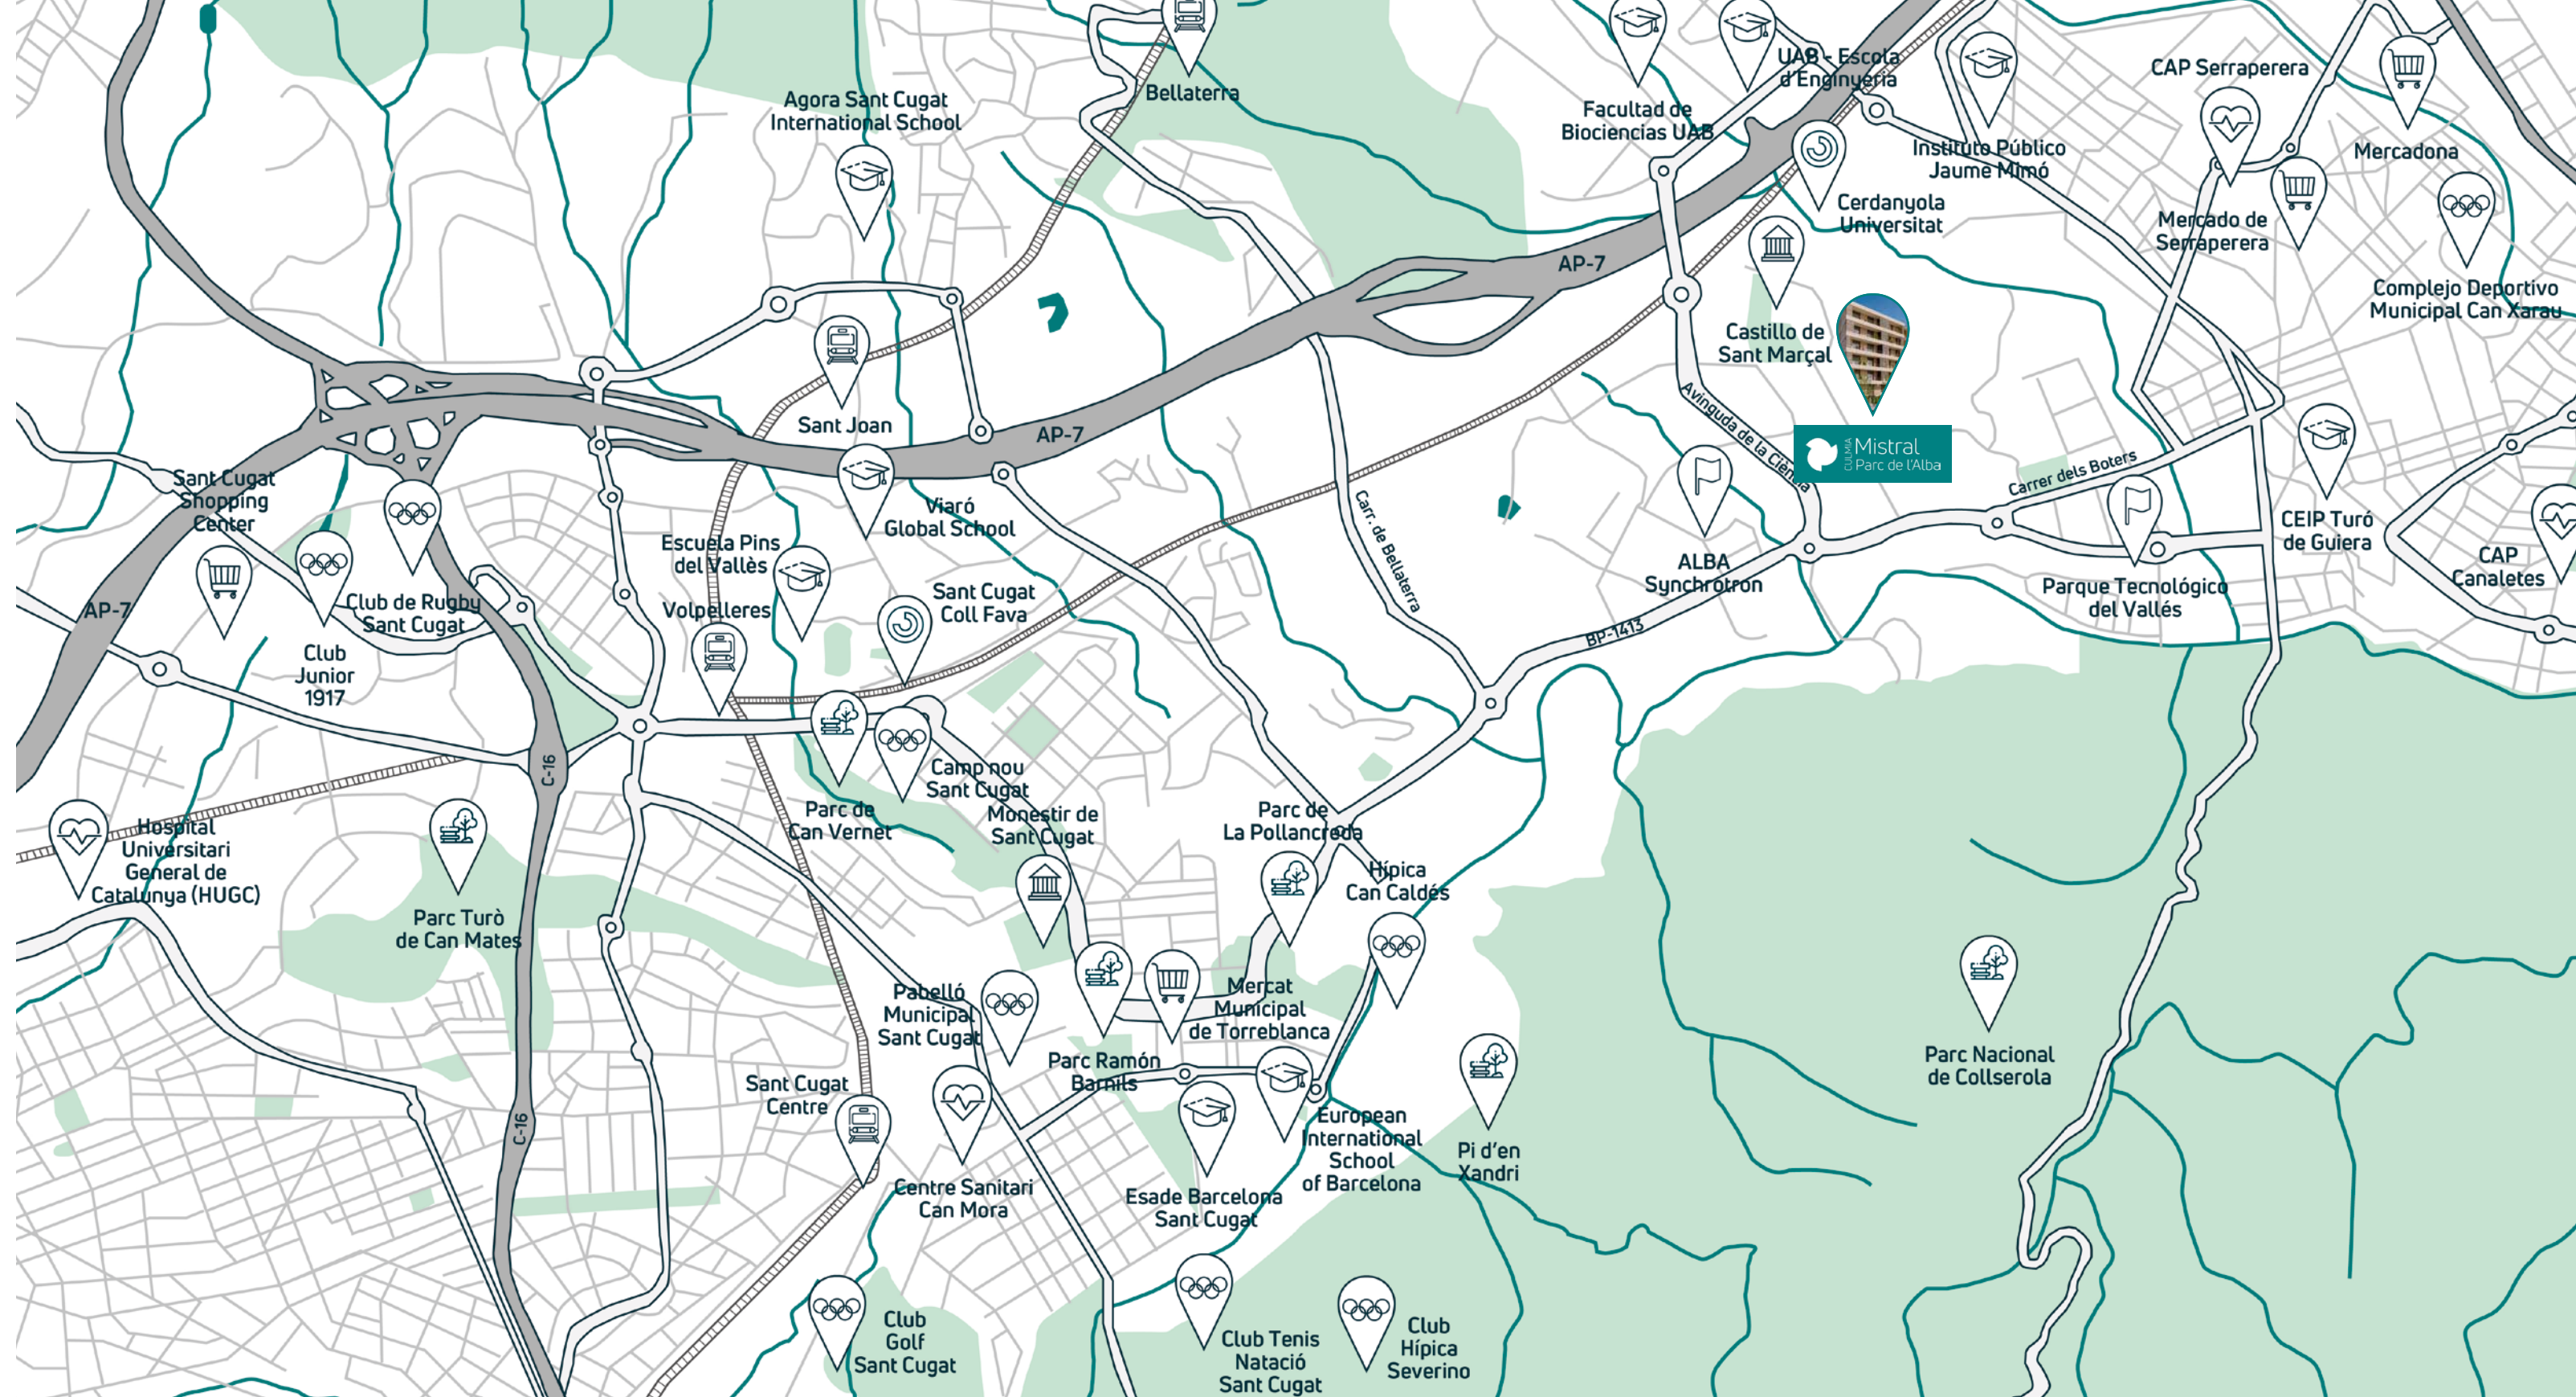 Bellaterra
UAB - Escola
d'Enginyeria
CAP Serraperera
Agora Sant Cugat
International School
Facultad de
Biociencias UAB
Instituto Público
Jaume Mimó
Mercadona
Cerdanyola
Universitat
Mercado de
Serraperera
AP-7
Complejo Deportivo
Municipal Can Xarau
Castillo de
Sant Marçal
Sant Joan
AP-7
Avinguda de la Ciència
CULMIA
Mistral
Parc de l'Alba
Carrer dels Boters
Sant Cugat
Shopping
Center
Viaró
Global School
Carr. de Bellaterra
CEIP Turó
de Guiera
Escuela Pins
del Vallès
ALBA
Synchrotron
CAP
Canaletes
Parque Tecnológico
del Vallés
Sant Cugat
Coll Fava
AP-7
Club de Rugby
Sant Cugat
Volpelleres
BP-1413
Club
Junior
1917
C-16
Camp nou
Sant Cugat
Parc de
Can Vernet
Monestir de
Sant Cugat
Parc de
La Pollancreda
Hospital
Universitari
General de
Catalunya (HUGC)
Hípica
Can Caldés
Parc Turò
de Can Mates
Pabelló
Municipal
Sant Cugat
Mercat
Municipal
de Torreblanca
Parc Ramón
Barnils
Parc Nacional
de Collserola
Sant Cugat
Centre
C-16
European
International
School
of Barcelona
Pi d'en
Xandri
Centre Sanitari
Can Mora
Esade Barcelona
Sant Cugat
Club
Golf
Sant Cugat
Club Tenis
Natació
Sant Cugat
Club
Hípica
Severino